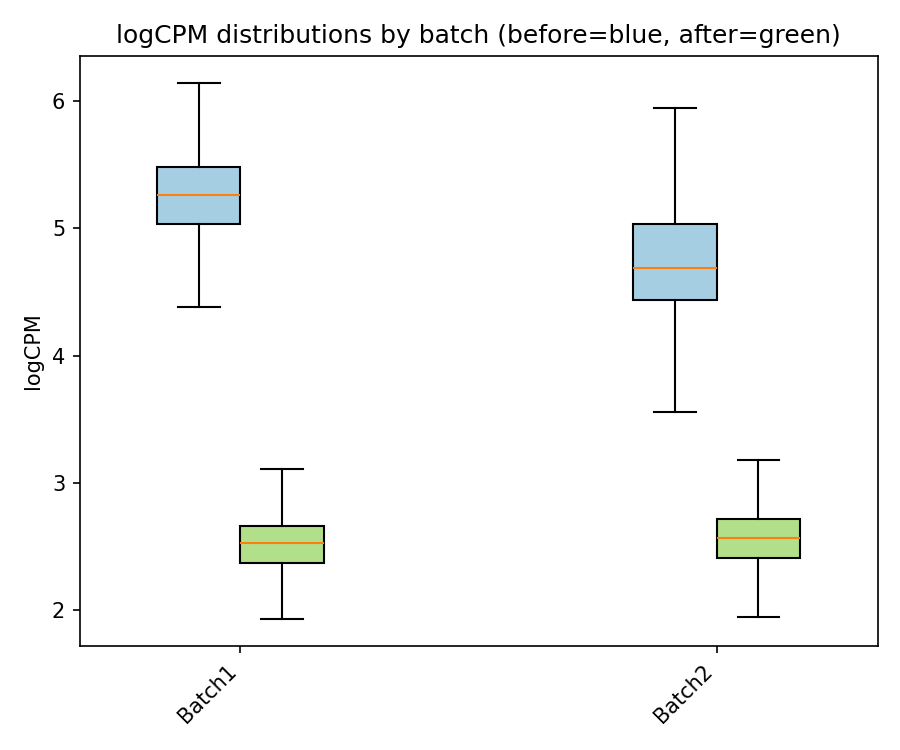 logCPM distributions by batch (before=blue, after=green)
logCPM
6
5
4
3
2
Batch1
Batch2